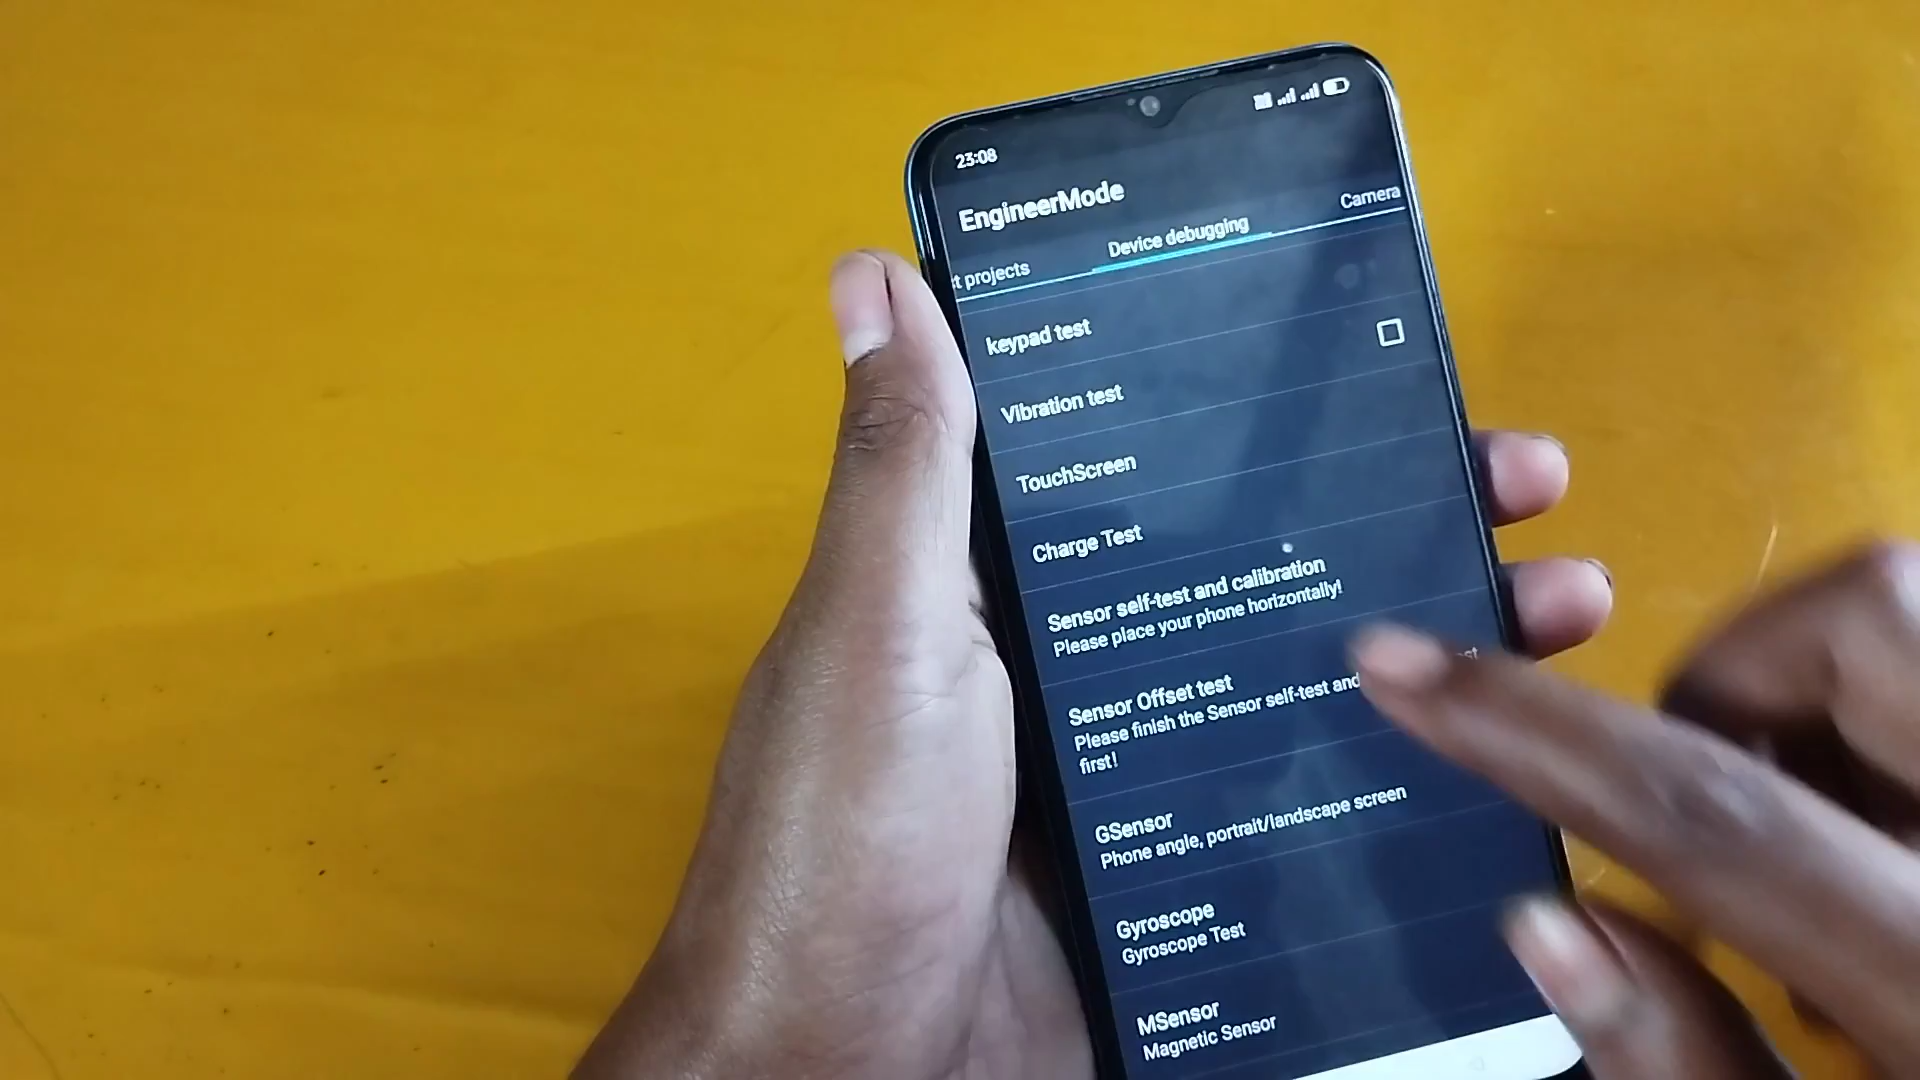 23:08
EngineerMode
t projects
Device debugging
Camera
keypad test
Vibration test
TouchScreen
Charge Test
Sensor self-test and calibration
Please place your phone horizontally!
Sensor Offset test
Please finish the Sensor self-test and
first!
GSensor
Phone angle, portrait/landscape screen
Gyroscope
Gyroscope Test
MSensor
Magnetic Sensor